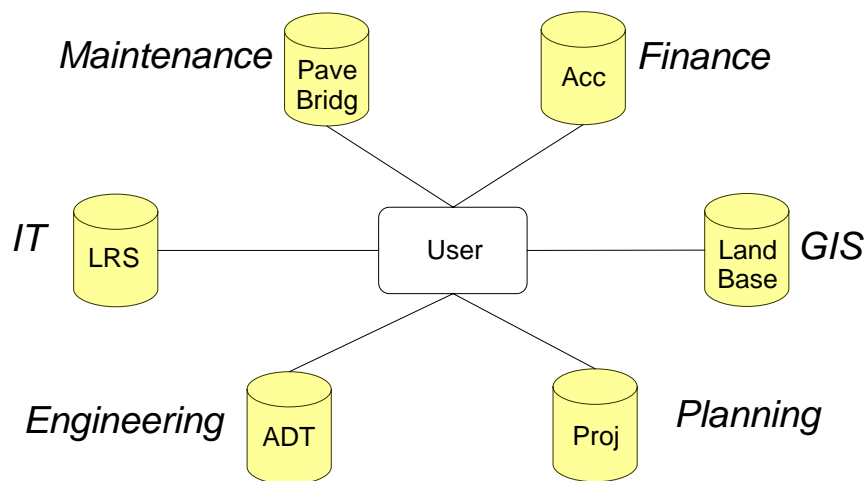 Maintenance
Pave
Bridg
Acc
Finance
IT
LRS
User
Land
Base
GIS
Engineering
ADT
Proj
Planning